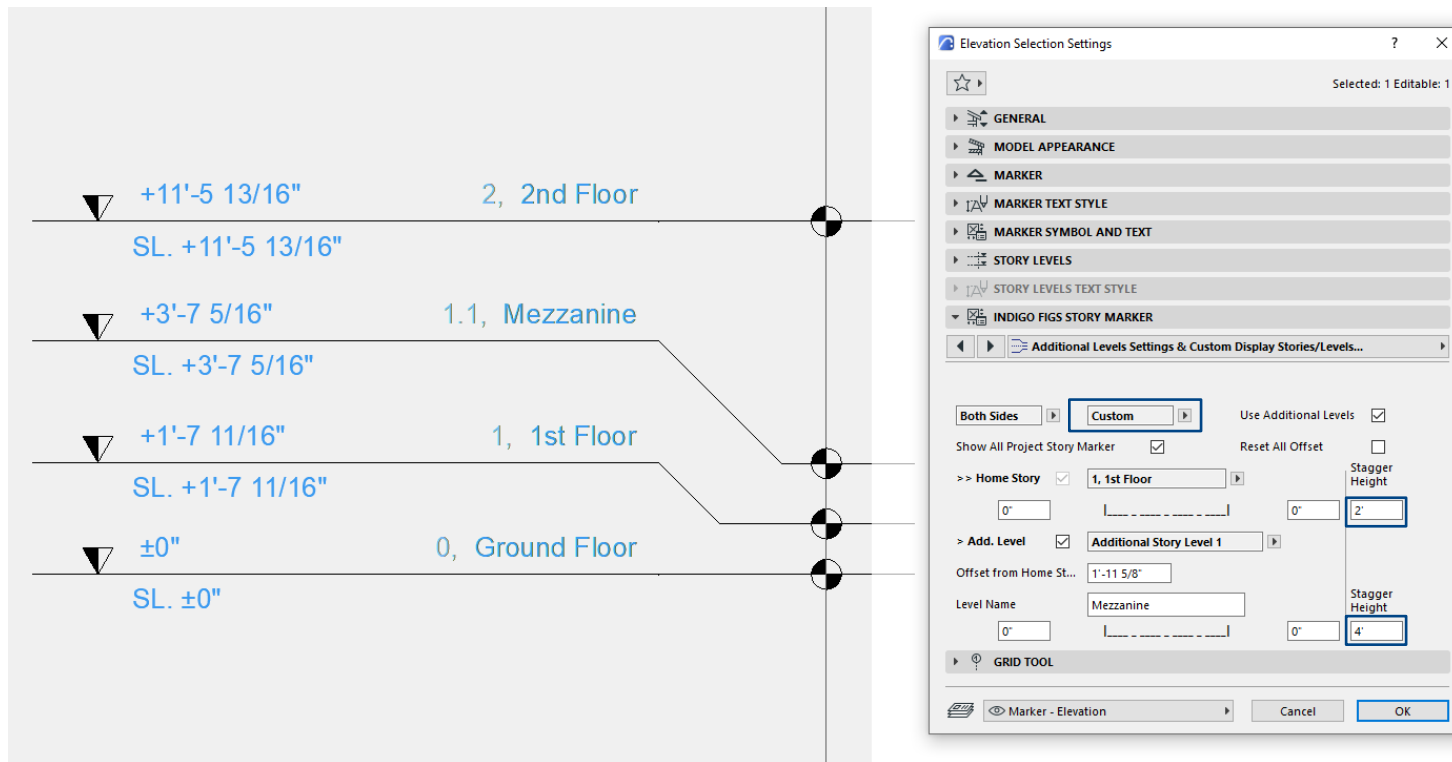 +11'-5 13/16" 2, 2nd Floor
SL. +11'-5 13/16"
+3'-7 5/16" 1.1, Mezzanine
SL. +3'-7 5/16"
+1'-7 11/16" 1, 1st Floor
SL. +1'-7 11/16"
±0" 0, Ground Floor
SL. ±0"
Elevation Selection Settings ?
Selected: 1 Editable: 1
GENERAL
MODEL APPEARANCE
MARKER
MARKER TEXT STYLE
MARKER SYMBOL AND TEXT
STORY LEVELS
STORY LEVELS TEXT STYLE
INDIGO FIGS STORY MARKER
Additional Levels Settings & Custom Display Stories/Levels...
Both Sides Custom Use Additional Levels
Show All Project Story Marker Reset All Offset
Stagger
Height
>> Home Story 1, 1st Floor
0" 0" 2'
> Add. Level Additional Story Level 1
Offset from Home St... 1'-11 5/8"
Stagger
Height
Level Name Mezzanine
0" 0" 4'
GRID TOOL
Marker - Elevation Cancel OK